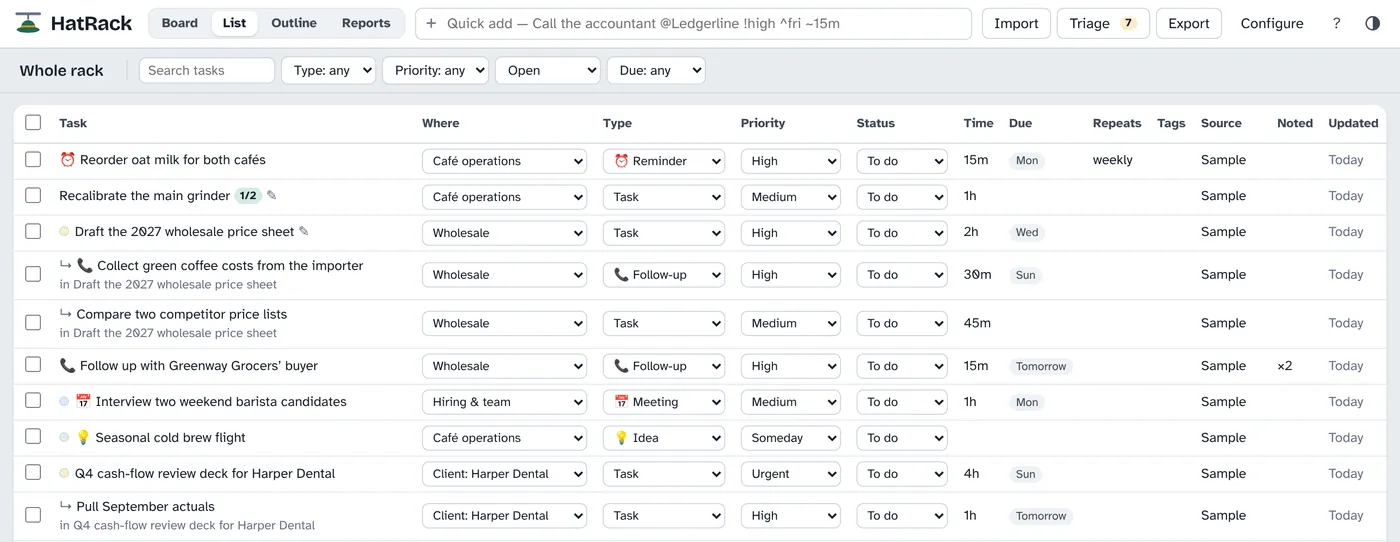 HatRack Board List Outline Reports + Quick add — Call the accountant @Ledgerline !high ^fri ~15m Import Triage 7 Export Configure ?
Whole rack Search tasks Type: any Priority: any Open Due: any
Task Where Type Priority Status Time Due Repeats Tags Source Noted Updated
⏰ Reorder oat milk for both cafés Café operations ⏰ Reminder High To do 15m Mon weekly Sample Today
Recalibrate the main grinder 1/2 ✎ Café operations Task Medium To do 1h Sample Today
Draft the 2027 wholesale price sheet ✎ Wholesale Task High To do 2h Wed Sample Today
↳ 📞 Collect green coffee costs from the importer Wholesale 📞 Follow-up High To do 30m Sun Sample Today
in Draft the 2027 wholesale price sheet
↳ Compare two competitor price lists Wholesale Task Medium To do 45m Sample Today
in Draft the 2027 wholesale price sheet
📞 Follow up with Greenway Grocers’ buyer Wholesale 📞 Follow-up High To do 15m Tomorrow Sample ×2 Today
📅 Interview two weekend barista candidates Hiring & team 📅 Meeting Medium To do 1h Mon Sample Today
💡 Seasonal cold brew flight Café operations 💡 Idea Someday To do Sample Today
Q4 cash-flow review deck for Harper Dental Client: Harper Dental Task Urgent To do 4h Sun Sample Today
↳ Pull September actuals Client: Harper Dental Task High To do 1h Tomorrow Sample Today
in Q4 cash-flow review deck for Harper Dental